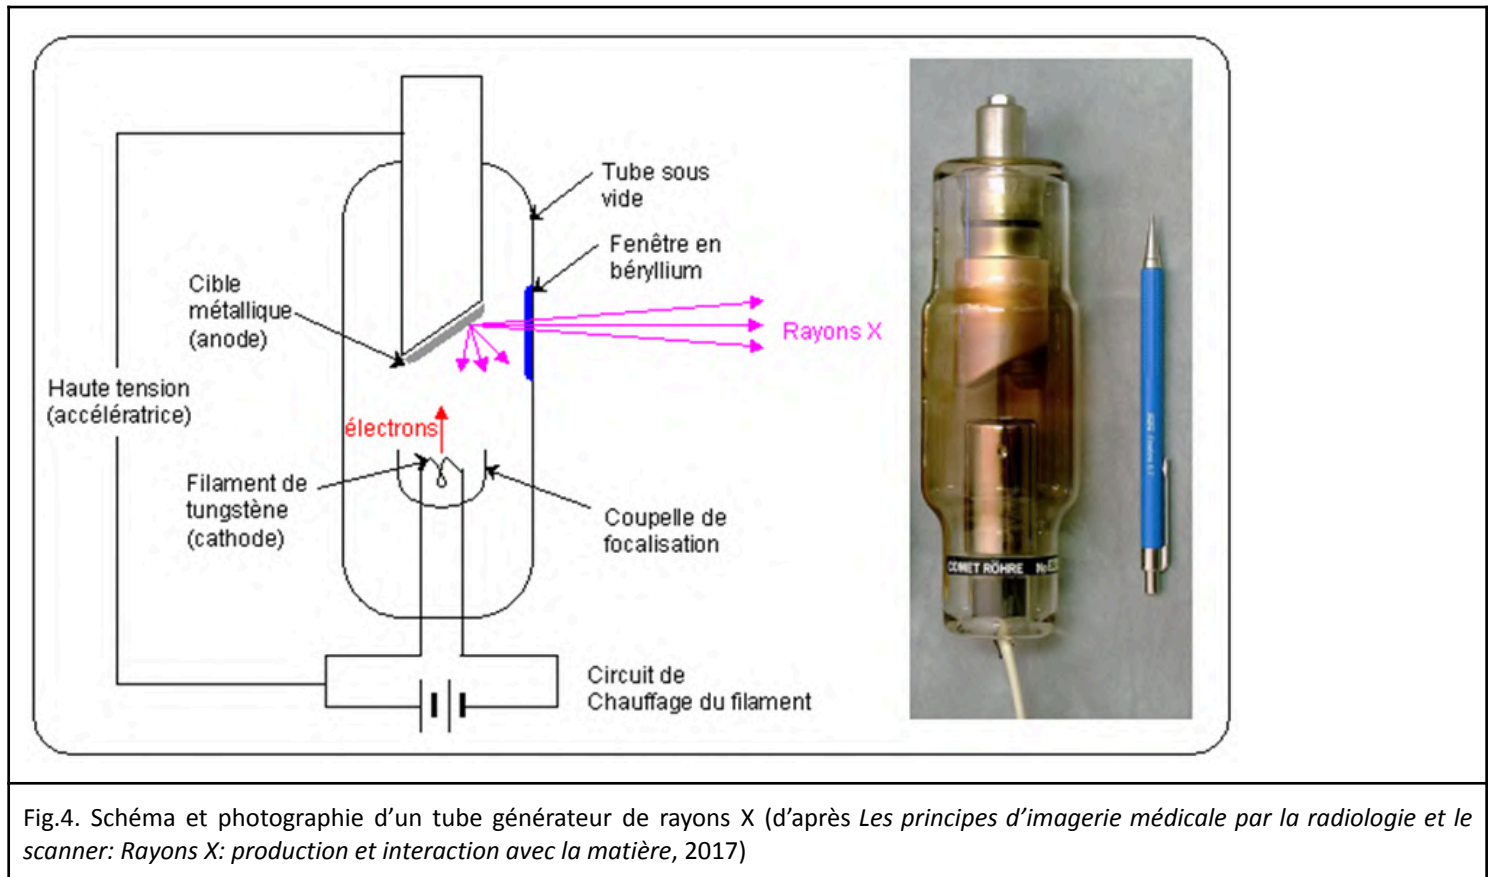 Tube sous
vide
Fenêtre en
béryllium
Cible
métallique
(anode)
Rayons X
Haute tension
(accélératrice)
électrons
Filament de
tungstène
(cathode)
Coupelle de
focalisation
COMET RÖHRE No
Circuit de
Chauffage du filament
Fig.4. Schéma et photographie d’un tube générateur de rayons X (d’après Les principes d’imagerie médicale par la radiologie et le
scanner: Rayons X: production et interaction avec la matière, 2017)